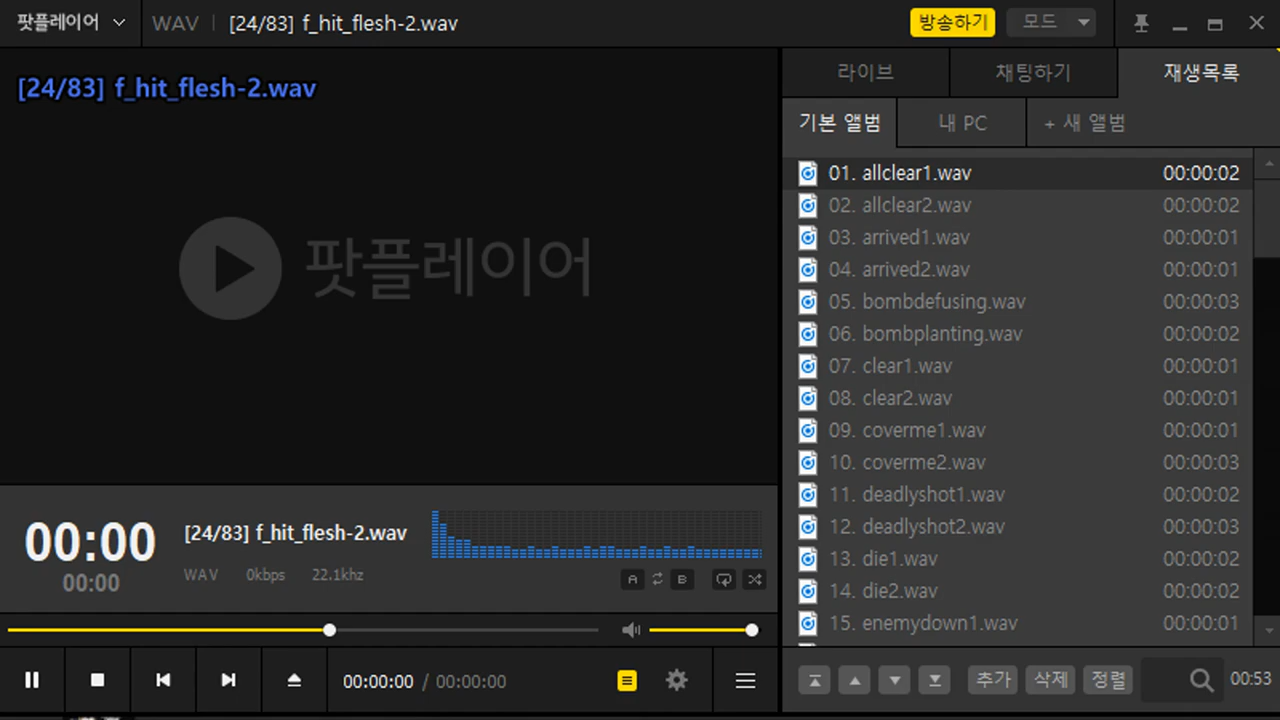 팟플레이어 WAV [24/83] f_hit_flesh-2.wav 방송하기 모드
[24/83] f_hit_flesh-2.wav
팟플레이어
00:00
00:00
[24/83] f_hit_flesh-2.wav
WAV 0kbps 22.1khz
A B
00:00:00 / 00:00:00
라이브 채팅하기 재생목록
기본 앨범 내 PC + 새 앨범
01. allclear1.wav 00:00:02
02. allclear2.wav 00:00:02
03. arrived1.wav 00:00:01
04. arrived2.wav 00:00:01
05. bombdefusing.wav 00:00:03
06. bombplanting.wav 00:00:02
07. clear1.wav 00:00:01
08. clear2.wav 00:00:01
09. coverme1.wav 00:00:01
10. coverme2.wav 00:00:03
11. deadlyshot1.wav 00:00:02
12. deadlyshot2.wav 00:00:03
13. die1.wav 00:00:02
14. die2.wav 00:00:02
15. enemydown1.wav 00:00:01
추가 삭제 정렬 00:53